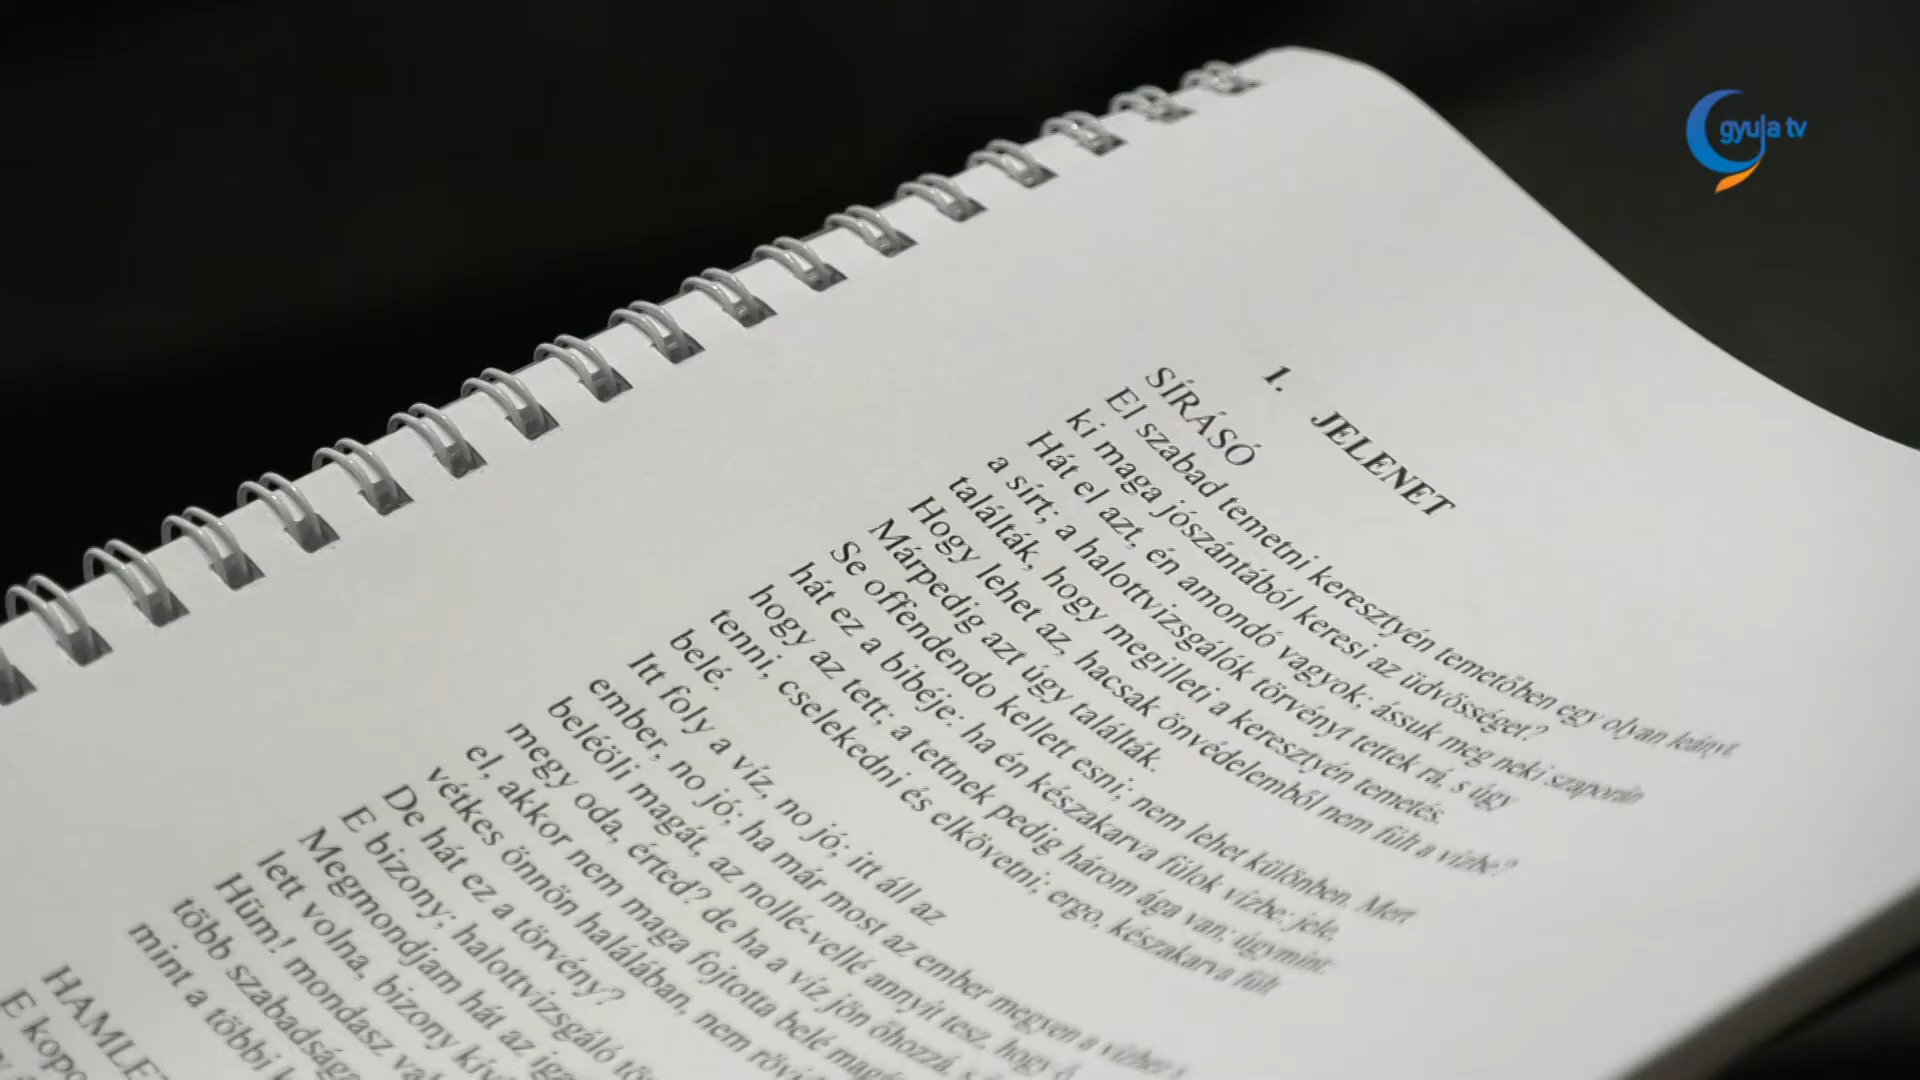 gyula tv
1. JELENET
SÍRÁSÓ
El szabad temetni keresztyén temetőben egy olyan leányt,
ki maga jószántából keresi az üdvösséget?
Hát el azt, én amondó vagyok; ássuk meg neki szaporán
a sírt; a halottvizsgálók törvényt tettek rá, s úgy
találták, hogy megilleti a keresztyén temetés.
Hogy lehet az, hacsak önvédelemből nem fúlt a vízbe?
Márpedig azt úgy találták.
Se offendendo kellett esni; nem lehet különben. Mert
hát ez a bibéje: ha én készakarva fúlok vízbe: jele,
hogy az tett; a tettnek pedig három ága van; úgymint:
tenni, cselekedni és elkövetni; ergo, készakarva fúlt
belé.
Itt foly a víz, no jó; itt áll az
ember, no jó; ha már most az ember megyen a vízhez s
beléöli magát, az nollé-vellé annyit tesz, hogy ő
megy oda, érted? de ha a víz jön őhozzá, s
el, akkor nem maga fojtotta belé
vétkes önnön halálában, nem
De hát ez a törvény?
E bizony; halottvizsgáló
Megmondjam hát az
lett volna, bizony
Hüm! mondasz
több
mint a többi
HAMLET
E